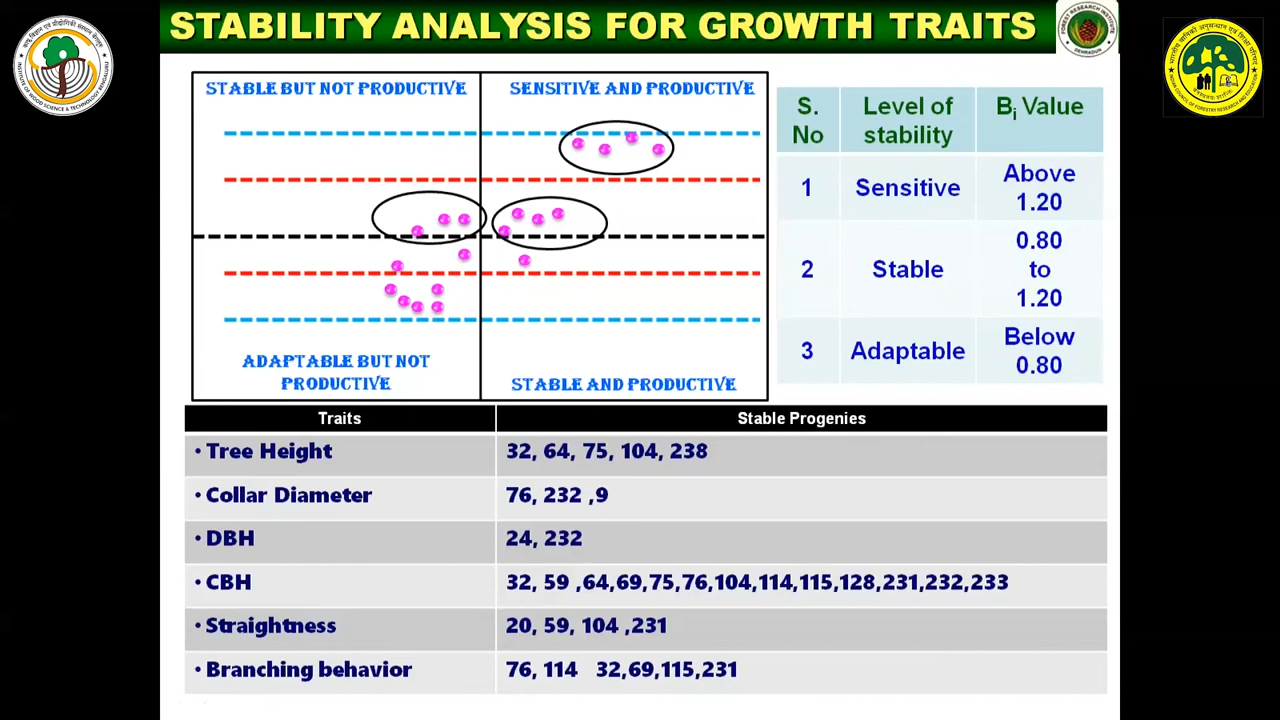 STABILITY ANALYSIS FOR GROWTH TRAITS
STABLE BUT NOT PRODUCTIVE
SENSITIVE AND PRODUCTIVE
ADAPTABLE BUT NOT
PRODUCTIVE
STABLE AND PRODUCTIVE
S. No Level of stability Bi Value
1 Sensitive Above 1.20
2 Stable 0.80 to 1.20
3 Adaptable Below 0.80
Traits Stable Progenies
• Tree Height 32, 64, 75, 104, 238
• Collar Diameter 76, 232 ,9
• DBH 24, 232
• CBH 32, 59 ,64,69,75,76,104,114,115,128,231,232,233
• Straightness 20, 59, 104 ,231
• Branching behavior 76, 114 32,69,115,231